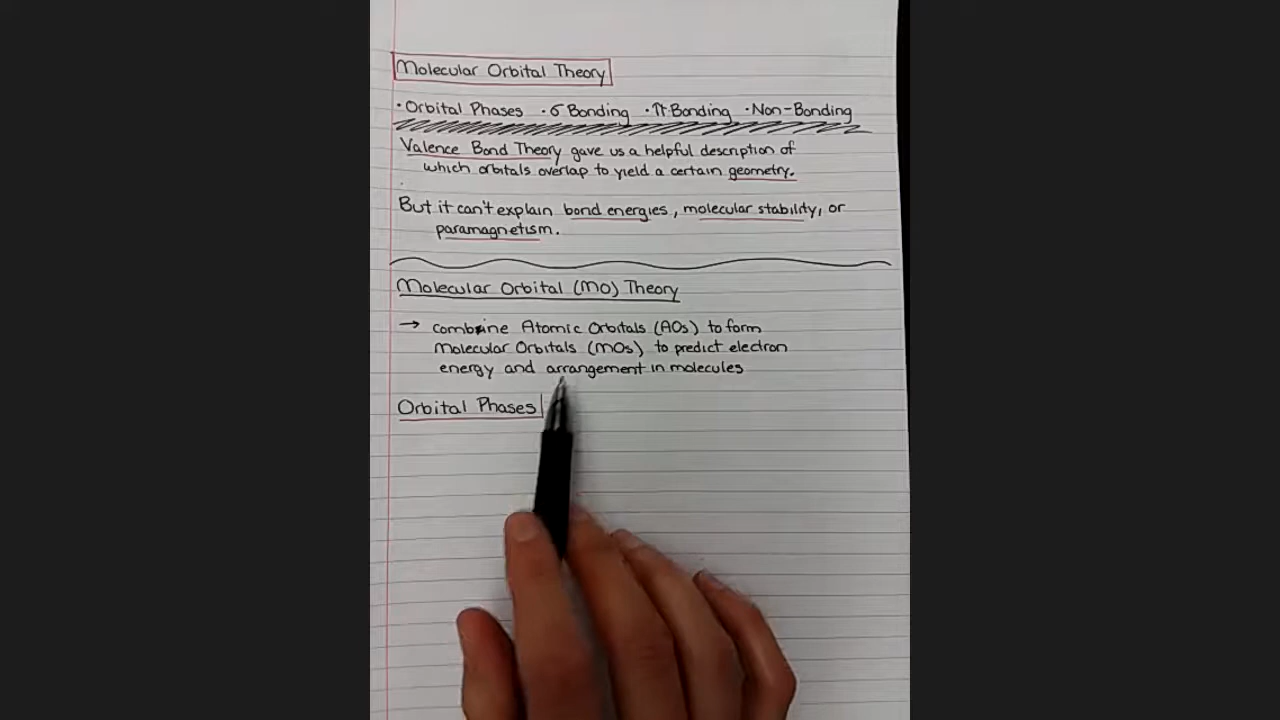 Molecular Orbital Theory
• Orbital Phases • σ Bonding • π Bonding • Non-Bonding
Valence Bond Theory gave us a helpful description of
which orbitals overlap to yield a certain geometry.
But it can't explain bond energies, molecular stability, or
paramagnetism.
Molecular Orbital (MO) Theory
→ combine Atomic Orbitals (AOs) to form
Molecular Orbitals (MOs) to predict electron
energy and arrangement in molecules
Orbital Phases